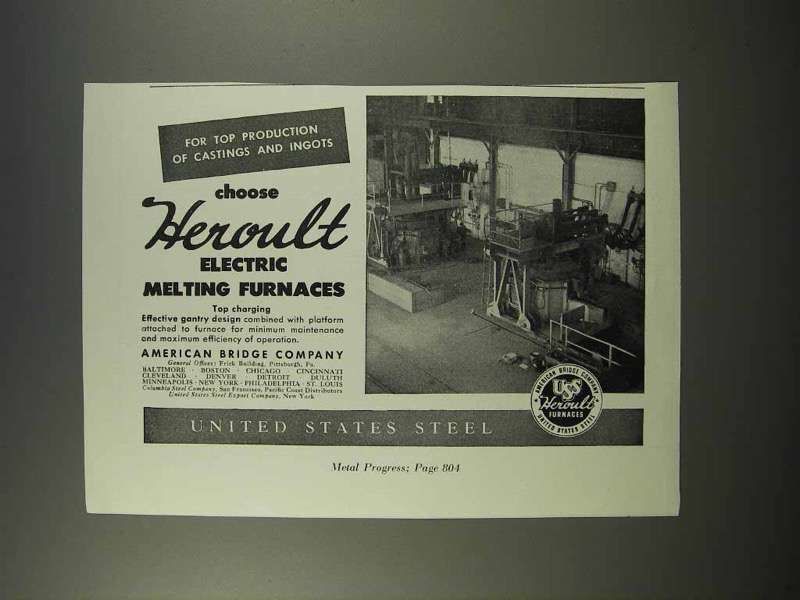 FOR TOP PRODUCTION
OF CASTINGS AND INGOTS
choose
Heroult
ELECTRIC
MELTING FURNACES
Top charging
Effective gantry design combined with platform
attached to furnace for minimum maintenance
and maximum efficiency of operation.
AMERICAN BRIDGE COMPANY
General Offices: Frick Building, Pittsburgh, Pa.
BALTIMORE · BOSTON · CHICAGO CINCINNATI
CLEVELAND · DENVER DETROIT DULUTH
MINNEAPOLIS · NEW YORK · PHILADELPHIA · ST. LOUIS
Columbia Steel Company, San Francisco, Pacific Coast Distributors
United States Steel Export Company, New York
AMERICAN BRIDGE COMPANY
USS
Heroult
FURNACES
UNITED STATES STEEL
UNITED STATES STEEL
Metal Progress; Page 804